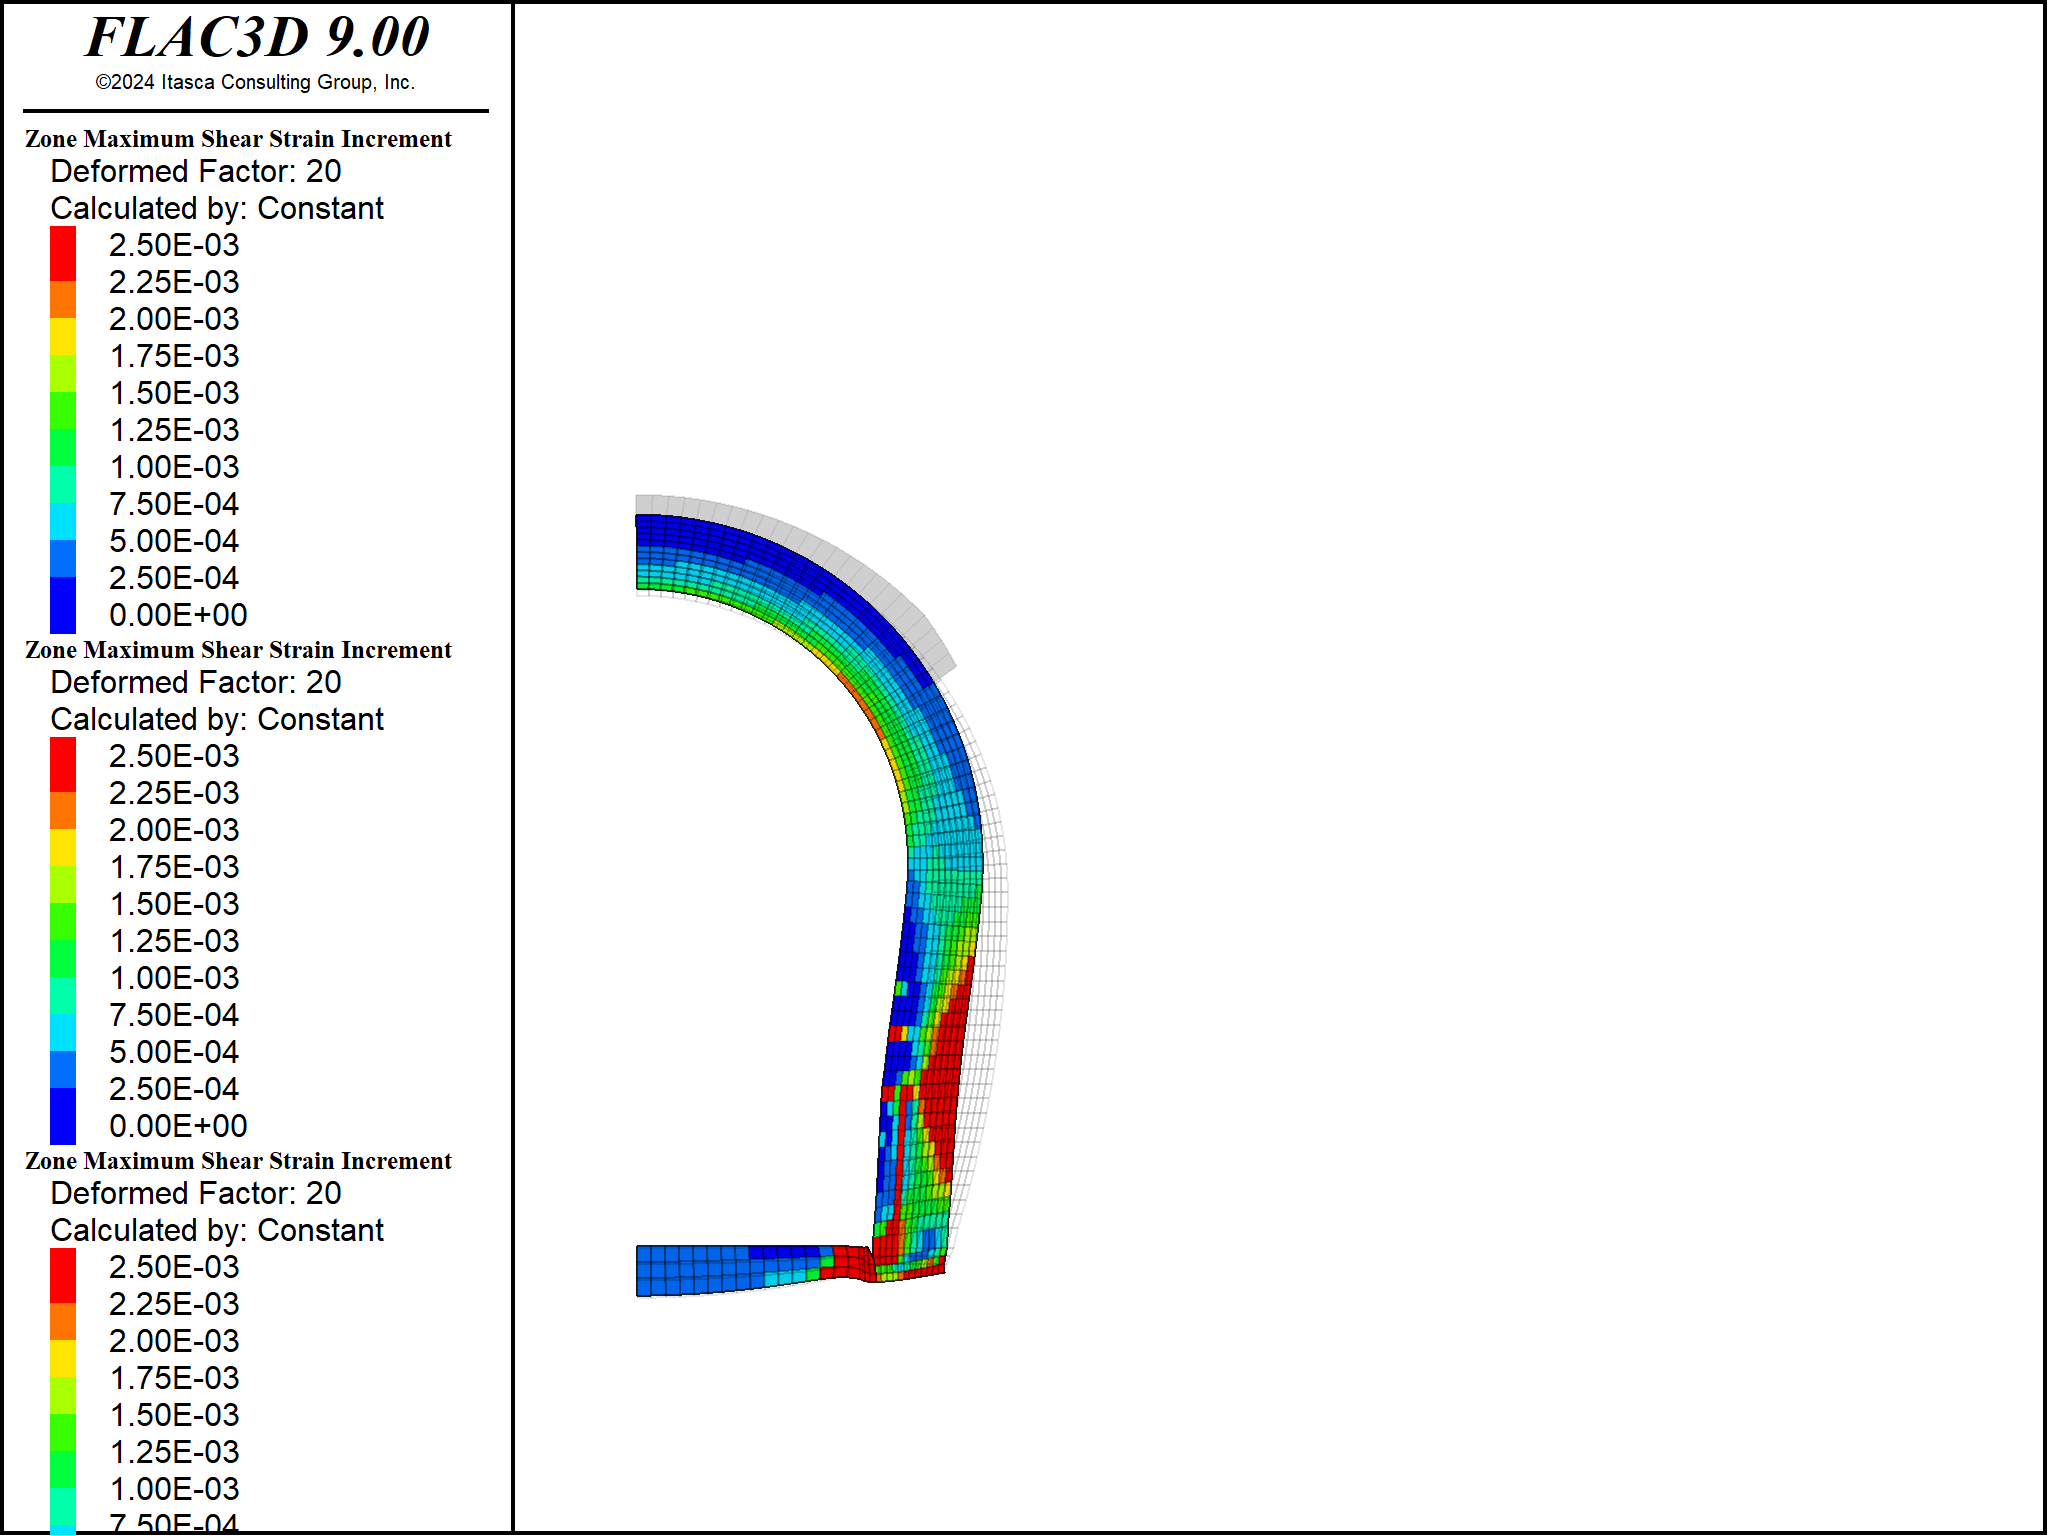 FLAC3D 9.00
©2024 Itasca Consulting Group, Inc.
Zone Maximum Shear Strain Increment
Deformed Factor: 20
Calculated by: Constant
2.50E-03
2.25E-03
2.00E-03
1.75E-03
1.50E-03
1.25E-03
1.00E-03
7.50E-04
5.00E-04
2.50E-04
0.00E+00
Zone Maximum Shear Strain Increment
Deformed Factor: 20
Calculated by: Constant
2.50E-03
2.25E-03
2.00E-03
1.75E-03
1.50E-03
1.25E-03
1.00E-03
7.50E-04
5.00E-04
2.50E-04
0.00E+00
Zone Maximum Shear Strain Increment
Deformed Factor: 20
Calculated by: Constant
2.50E-03
2.25E-03
2.00E-03
1.75E-03
1.50E-03
1.25E-03
1.00E-03
7.50E-04